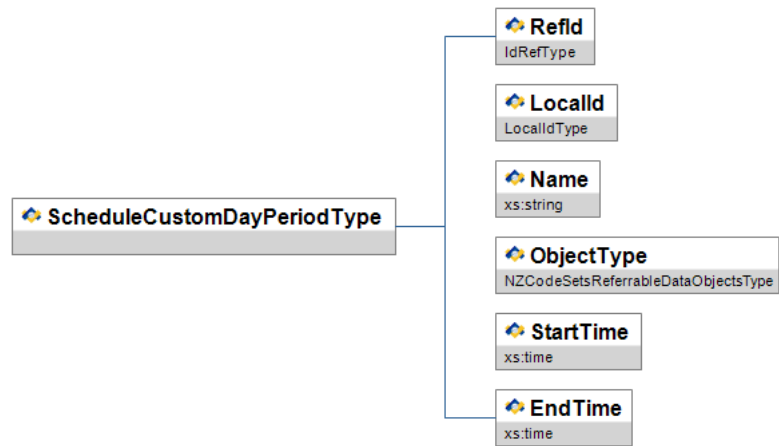 RefId
IdRefType
LocalId
LocalIdType
Name
xs:string
ScheduleCustomDayPeriodType
ObjectType
NZCodeSetsReferrableDataObjectsType
StartTime
xs:time
EndTime
xs:time